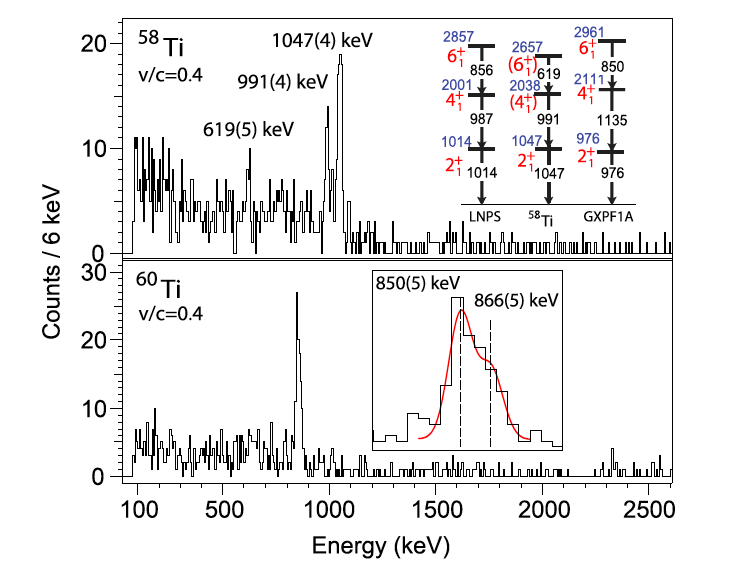 Counts / 6 keV
20
10
0
58Ti
v/c=0.4
1047(4) keV
991(4) keV
619(5) keV
2857
6+1
856
2001
4+1
987
1014
2+1
1014
LNPS
2657
(6+1)
619
2038
(4+1)
991
1047
2+1
1047
58Ti
2961
6+1
850
2111
4+1
1135
976
2+1
976
GXPF1A
30
20
10
0
60Ti
v/c=0.4
850(5) keV
866(5) keV
100
500
1000
1500
2000
2500
Energy (keV)